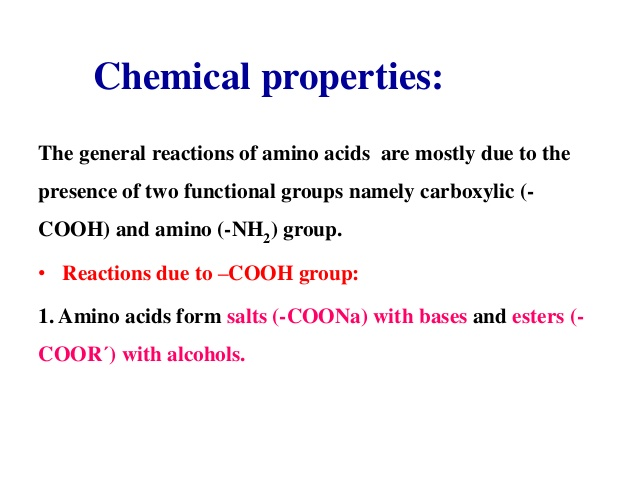 Chemical properties:
The general reactions of amino acids  are mostly due to the
presence of two functional groups namely carboxylic (-
COOH) and amino (-NH₂) group.
• Reactions due to –COOH group:
1. Amino acids form salts (-COONa) with bases and esters (-
COOR´) with alcohols.